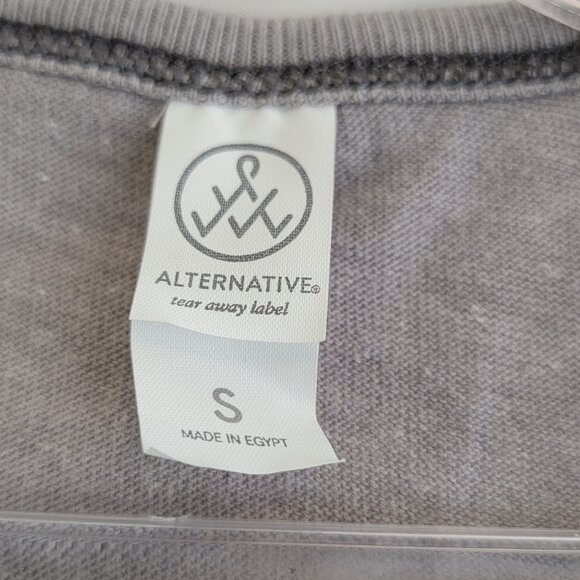 ALTERNATIVE®
tear away label
S
MADE IN EGYPT